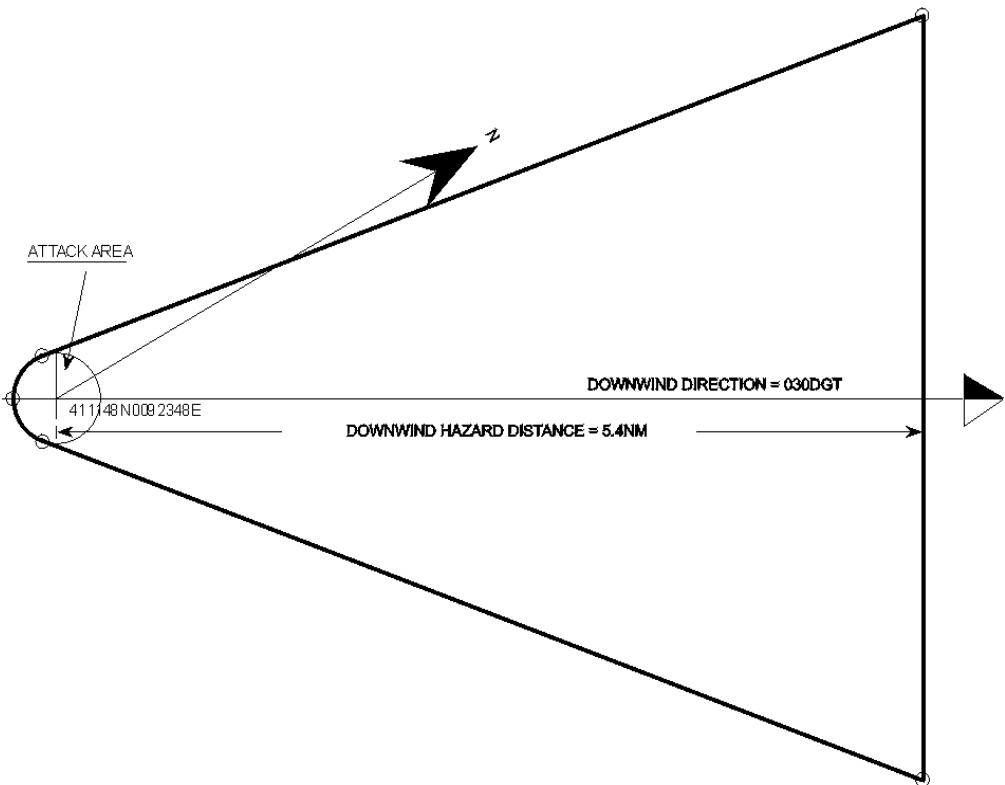 N
ATTACK AREA
DOWNWIND DIRECTION = 030DGT
411148N0092348E
DOWNWIND HAZARD DISTANCE = 5.4NM